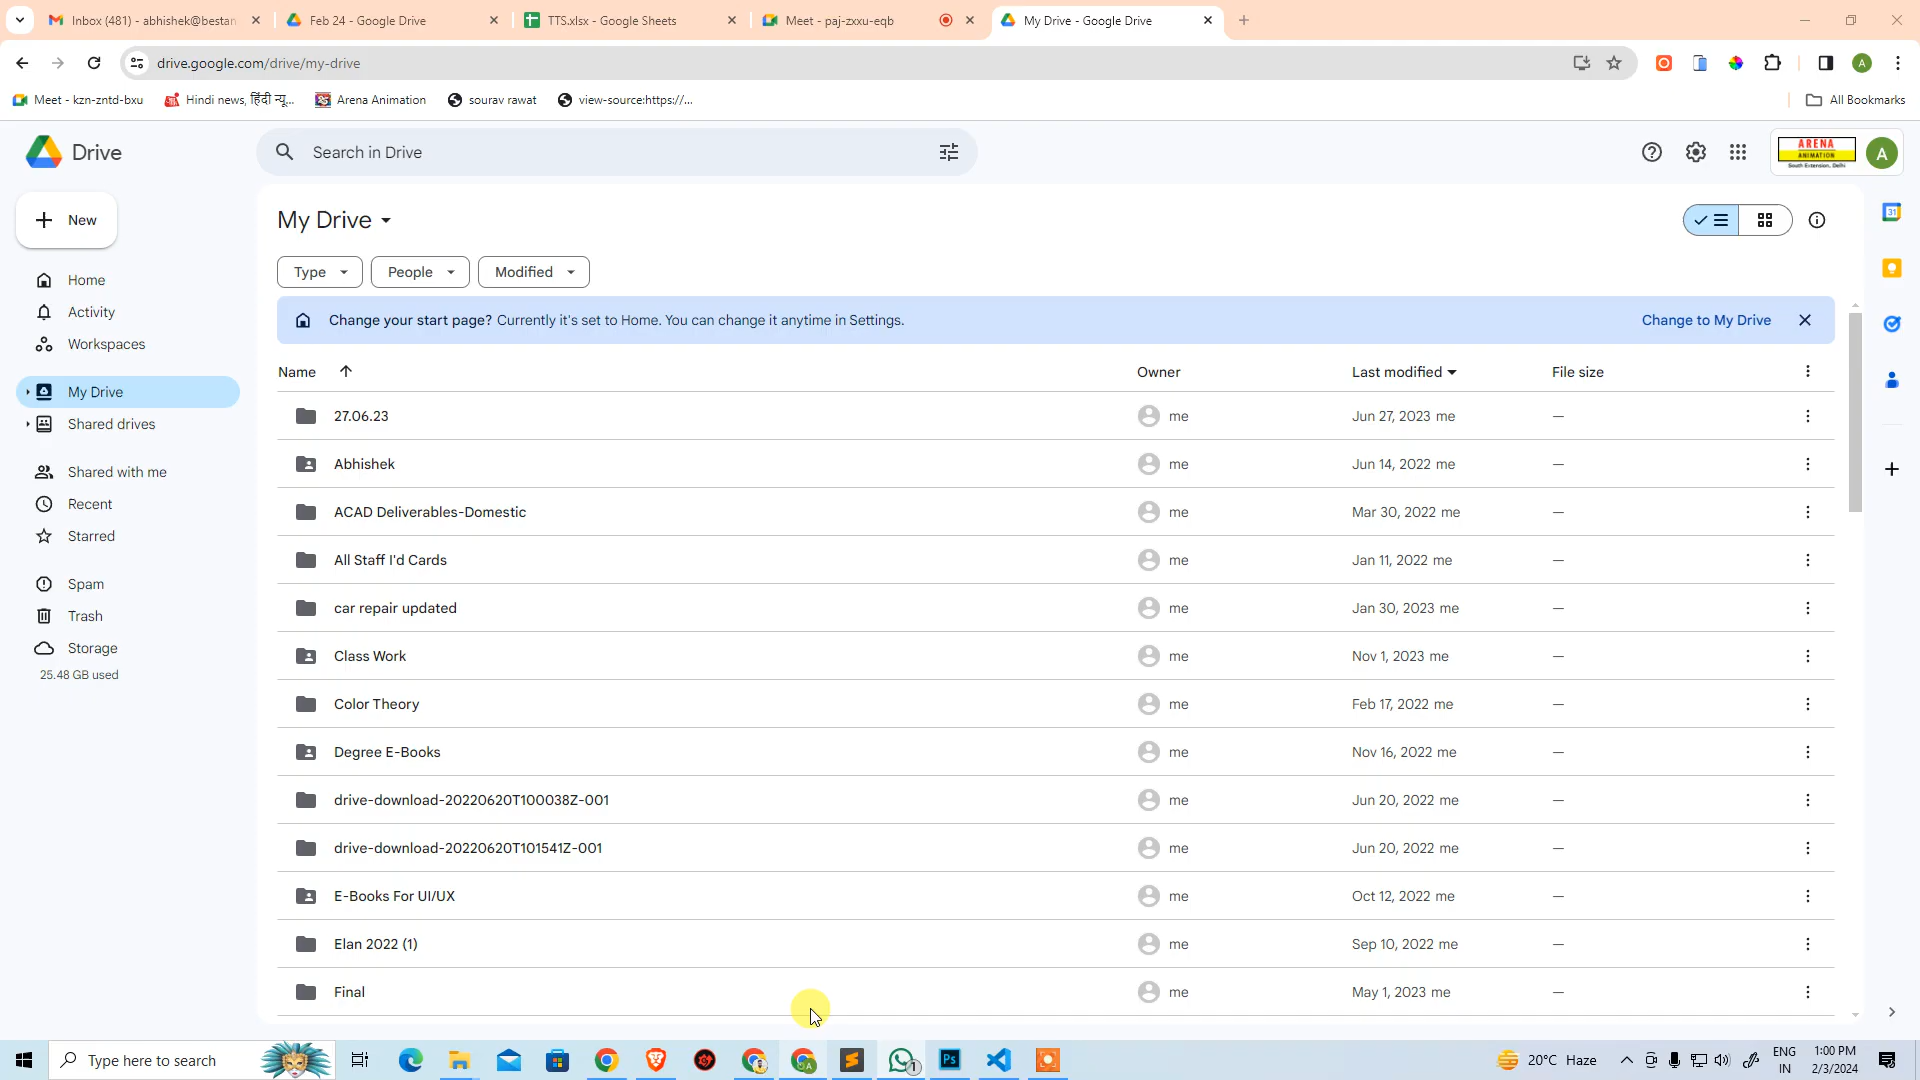 Inbox (481) - abhishek@bestan
Feb 24 - Google Drive
TTS.xlsx - Google Sheets
Meet - paj-zxxu-eqb
My Drive - Google Drive
drive.google.com/drive/my-drive
A
Meet - kzn-zntd-bxu
Hindi news, हिंदी न्यू...
Arena Animation
sourav rawat
view-source:https://...
All Bookmarks
Drive
Search in Drive
ARENA
ANIMATION
South Extension, Delhi
A
New
My Drive
31
Home
Activity
Workspaces
My Drive
Shared drives
Shared with me
Recent
Starred
Spam
Trash
Storage
25.48 GB used
Type
People
Modified
Change your start page? Currently it's set to Home. You can change it anytime in Settings.
Change to My Drive
Name Owner Last modified File size
27.06.23 me Jun 27, 2023 me —
Abhishek me Jun 14, 2022 me —
ACAD Deliverables-Domestic me Mar 30, 2022 me —
All Staff I'd Cards me Jan 11, 2022 me —
car repair updated me Jan 30, 2023 me —
Class Work me Nov 1, 2023 me —
Color Theory me Feb 17, 2022 me —
Degree E-Books me Nov 16, 2022 me —
drive-download-20220620T100038Z-001 me Jun 20, 2022 me —
drive-download-20220620T101541Z-001 me Jun 20, 2022 me —
E-Books For UI/UX me Oct 12, 2022 me —
Elan 2022 (1) me Sep 10, 2022 me —
Final me May 1, 2023 me —
Type here to search
A
1
Ps
20°C Haze
ENG
IN
1:00 PM
2/3/2024